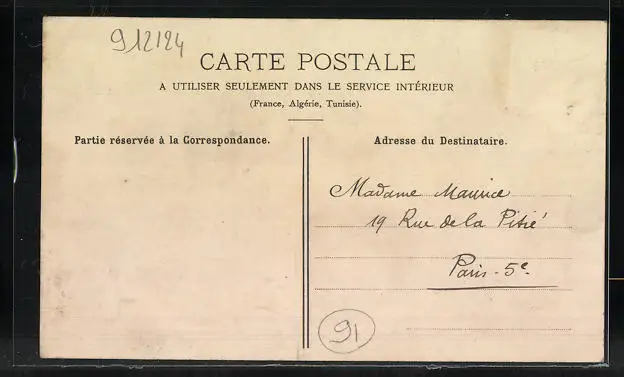 912124
CARTE POSTALE
A UTILISER SEULEMENT DANS LE SERVICE INTÉRIEUR
(France, Algérie, Tunisie).
Partie réservée à la Correspondance.
Adresse du Destinataire.
Madame Maurice
19 Rue de la Pitié
Paris - 5e.
91